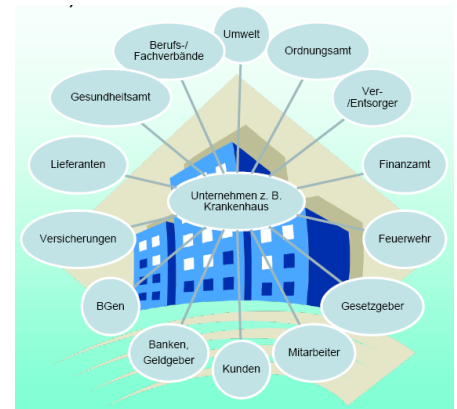 Umwelt
Berufs-/
Fachverbände
Ordnungsamt
Gesundheitsamt
Ver-
/Entsorger
Lieferanten
Finanzamt
Unternehmen z. B.
Krankenhaus
Versicherungen
Feuerwehr
BGen
Gesetzgeber
Banken,
Geldgeber
Kunden
Mitarbeiter